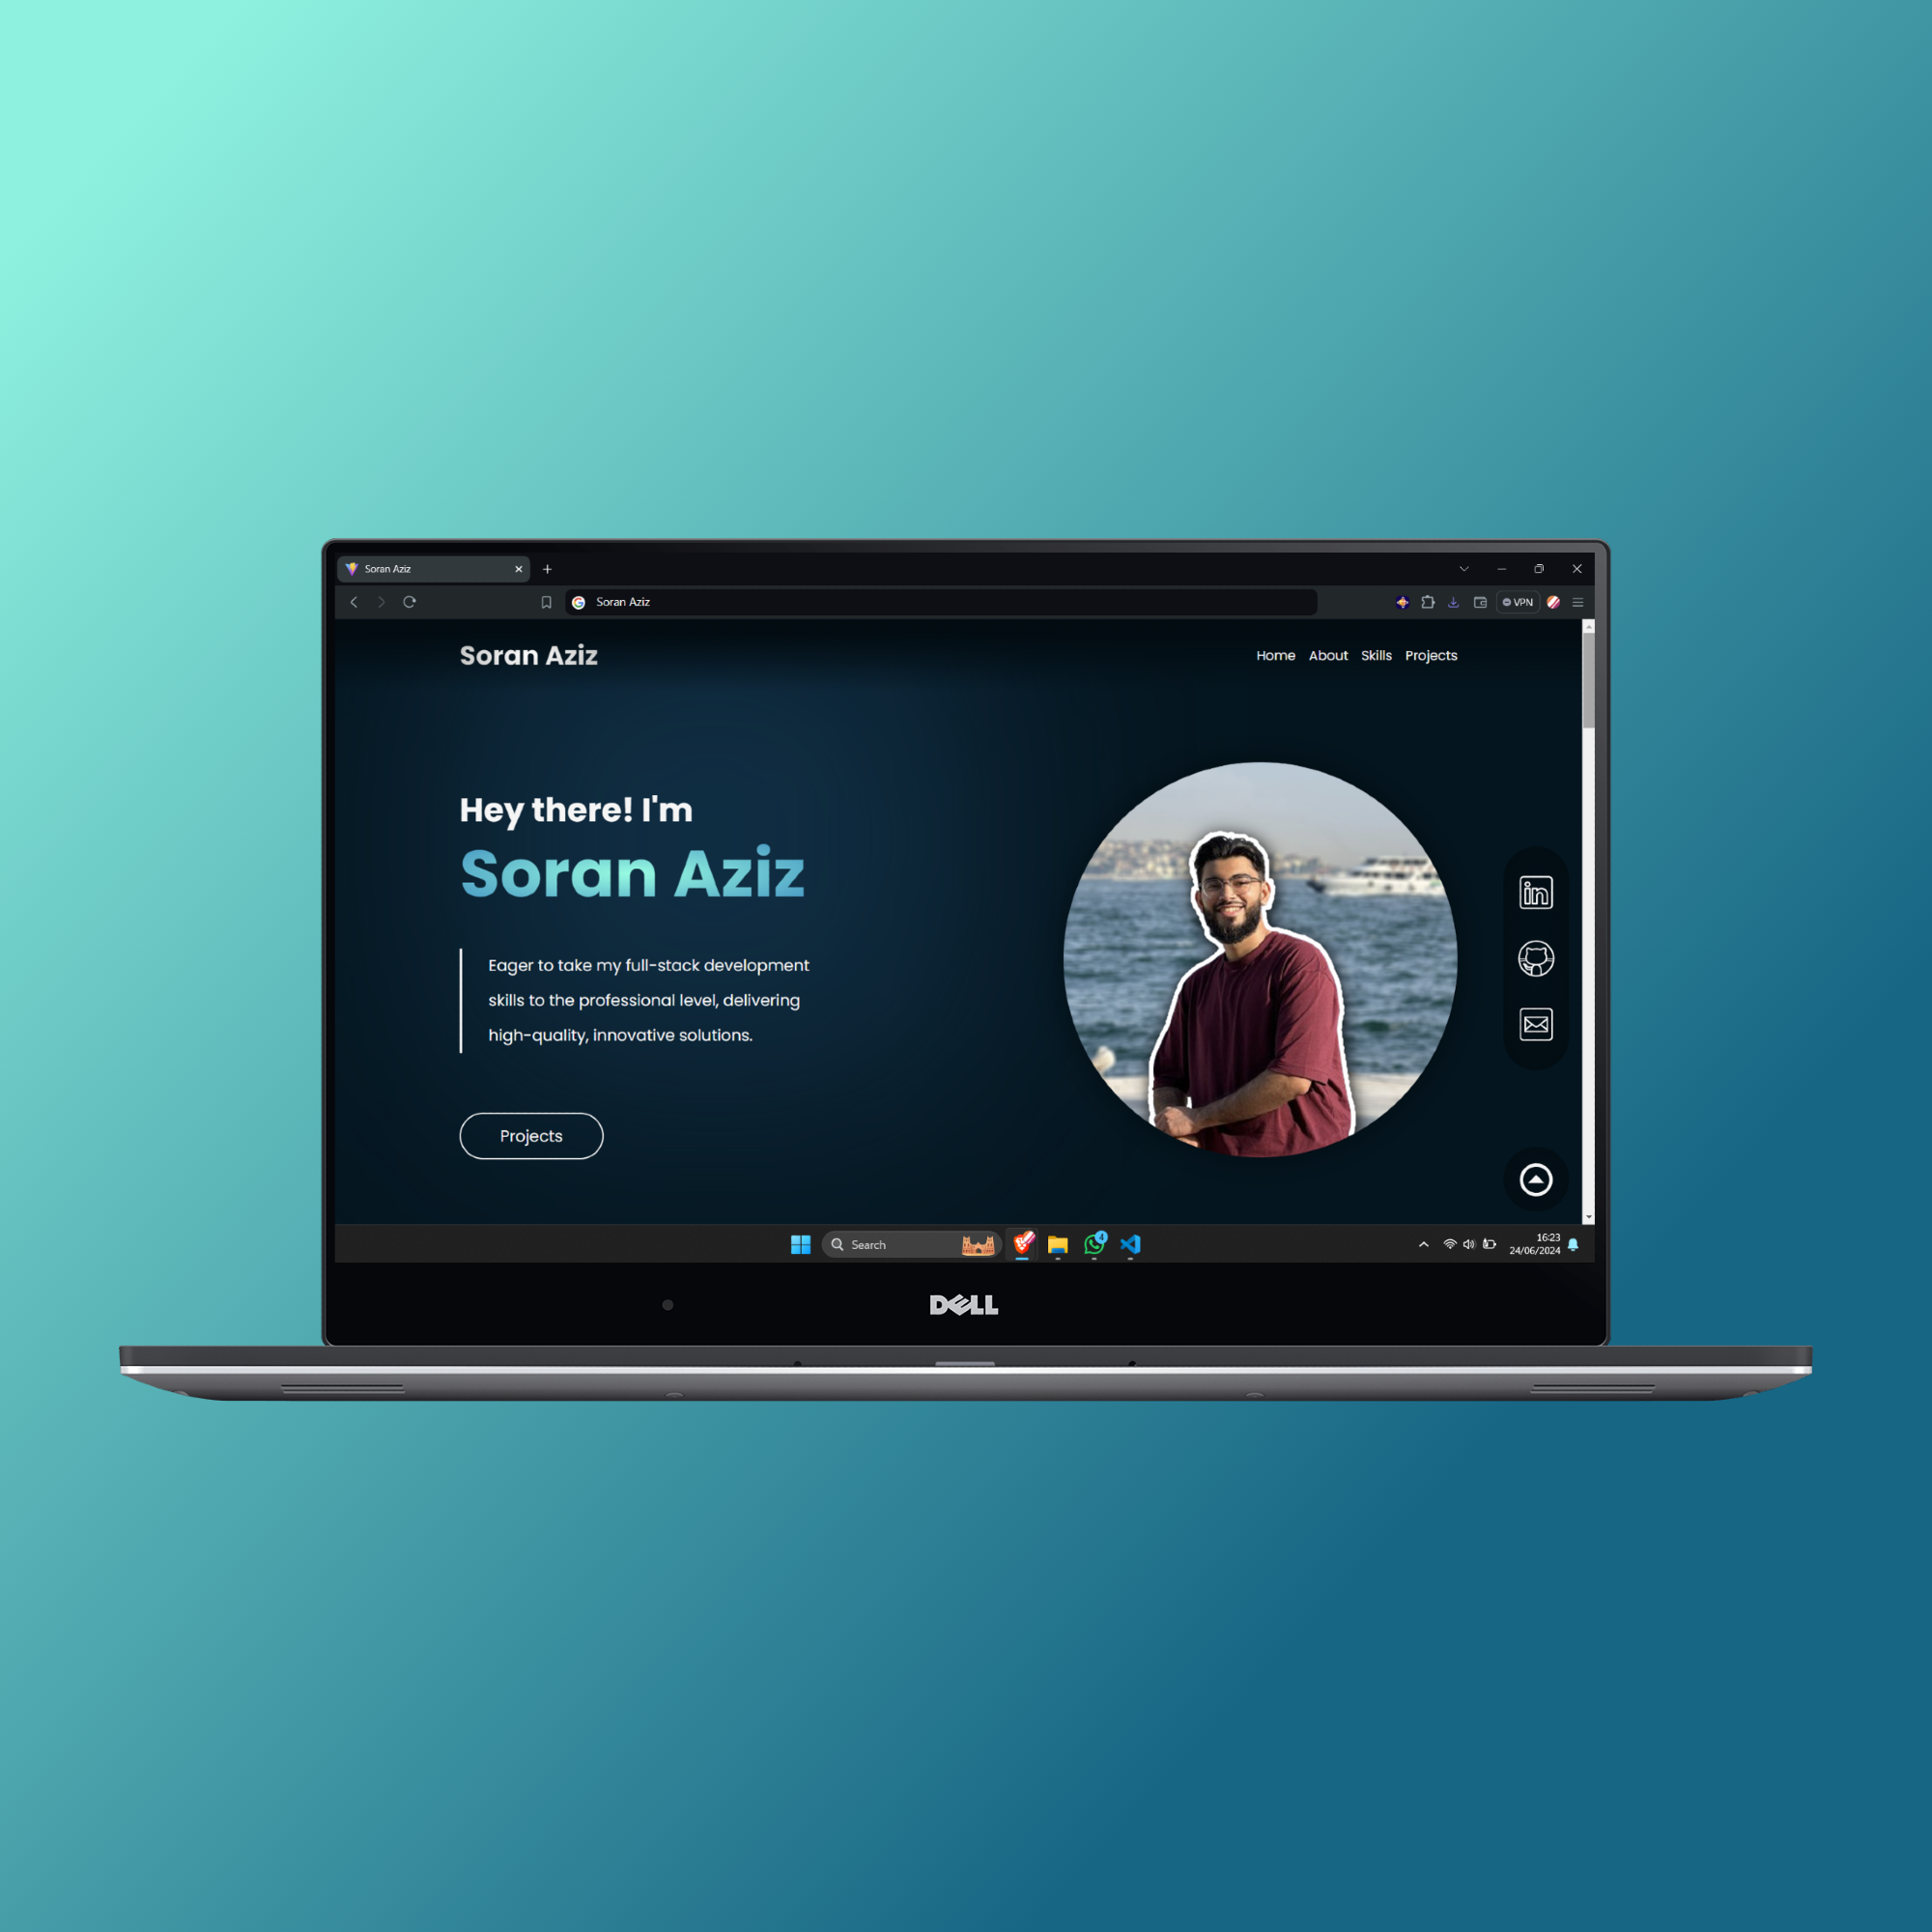 Soran Aziz
Soran Aziz
VPN
Soran Aziz
Home About Skills Projects
Hey there! I'm
Soran Aziz
Eager to take my full-stack development
skills to the professional level, delivering
high-quality, innovative solutions.
in
Projects
Search
4
16:23
24/06/2024
DELL